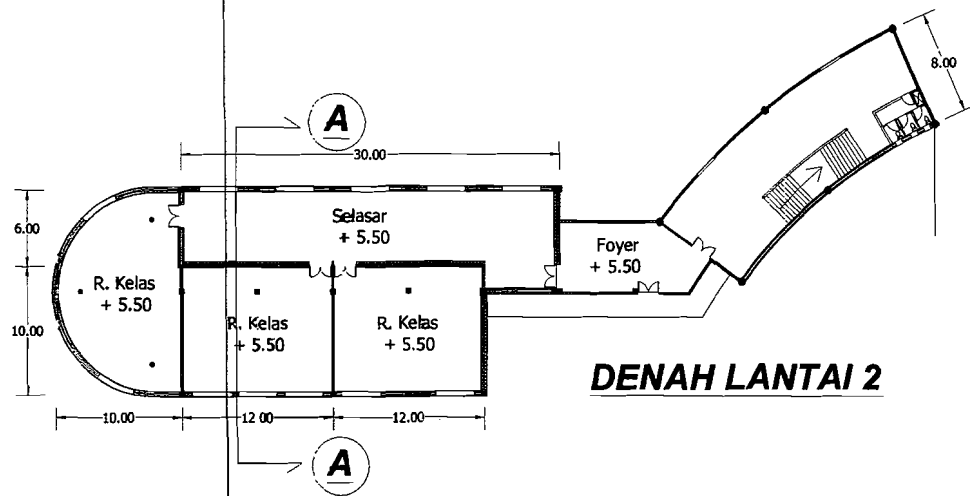 8.00
A
30.00
Selasar
+ 5.50
6.00
Foyer
+ 5.50
R. Kelas
+ 5.50
10.00
R. Kelas
+ 5.50
R. Kelas
+ 5.50
DENAH LANTAI 2
10.00
12 00
12.00
A